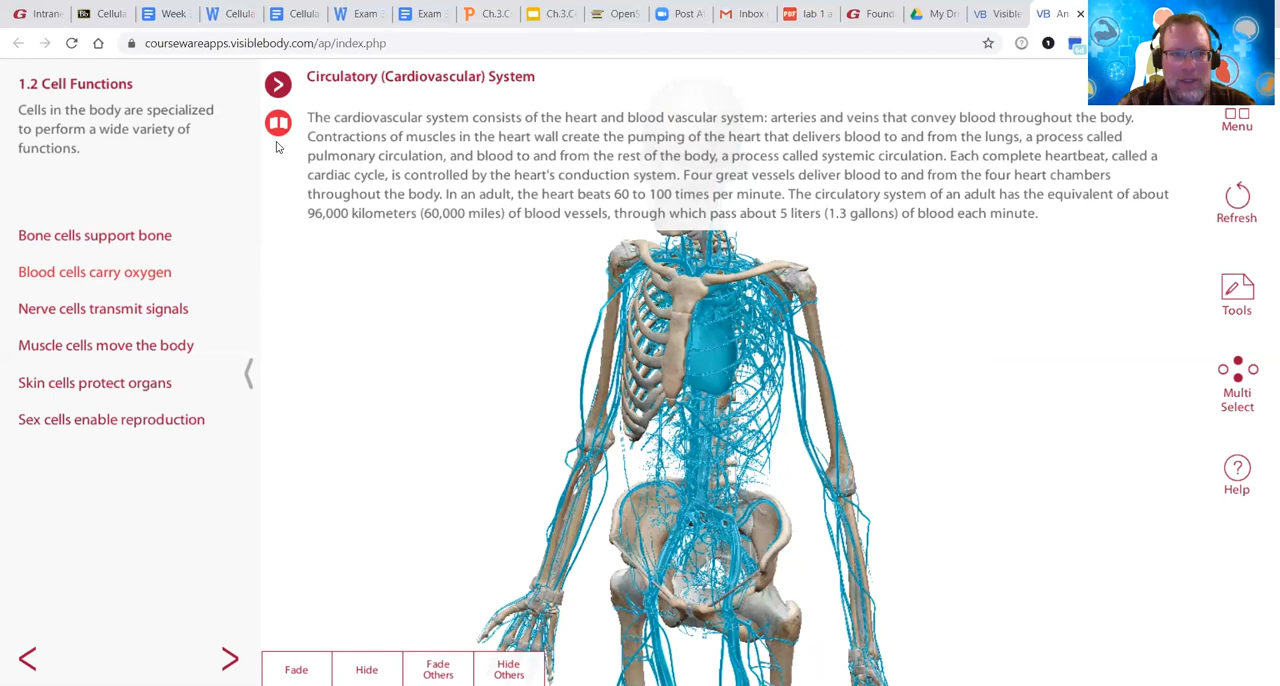 Intran
Cellula
Week
Cellula
Cellula
Exam
Exam
Ch.3.C
Ch.3.C
OpenS
Post A
Inbox
lab 1 a
Found
My Dr
Visible
An
coursewareapps.visiblebody.com/ap/index.php
1.2 Cell Functions
Cells in the body are specialized
to perform a wide variety of
functions.
Bone cells support bone
Blood cells carry oxygen
Nerve cells transmit signals
Muscle cells move the body
Skin cells protect organs
Sex cells enable reproduction
Circulatory (Cardiovascular) System
The cardiovascular system consists of the heart and blood vascular system: arteries and veins that convey blood throughout the body.
Contractions of muscles in the heart wall create the pumping of the heart that delivers blood to and from the lungs, a process called
pulmonary circulation, and blood to and from the rest of the body, a process called systemic circulation. Each complete heartbeat, called a
cardiac cycle, is controlled by the heart's conduction system. Four great vessels deliver blood to and from the four heart chambers
throughout the body. In an adult, the heart beats 60 to 100 times per minute. The circulatory system of an adult has the equivalent of about
96,000 kilometers (60,000 miles) of blood vessels, through which pass about 5 liters (1.3 gallons) of blood each minute.
Menu
Refresh
Tools
Multi
Select
Help
Fade
Hide
Fade
Others
Hide
Others